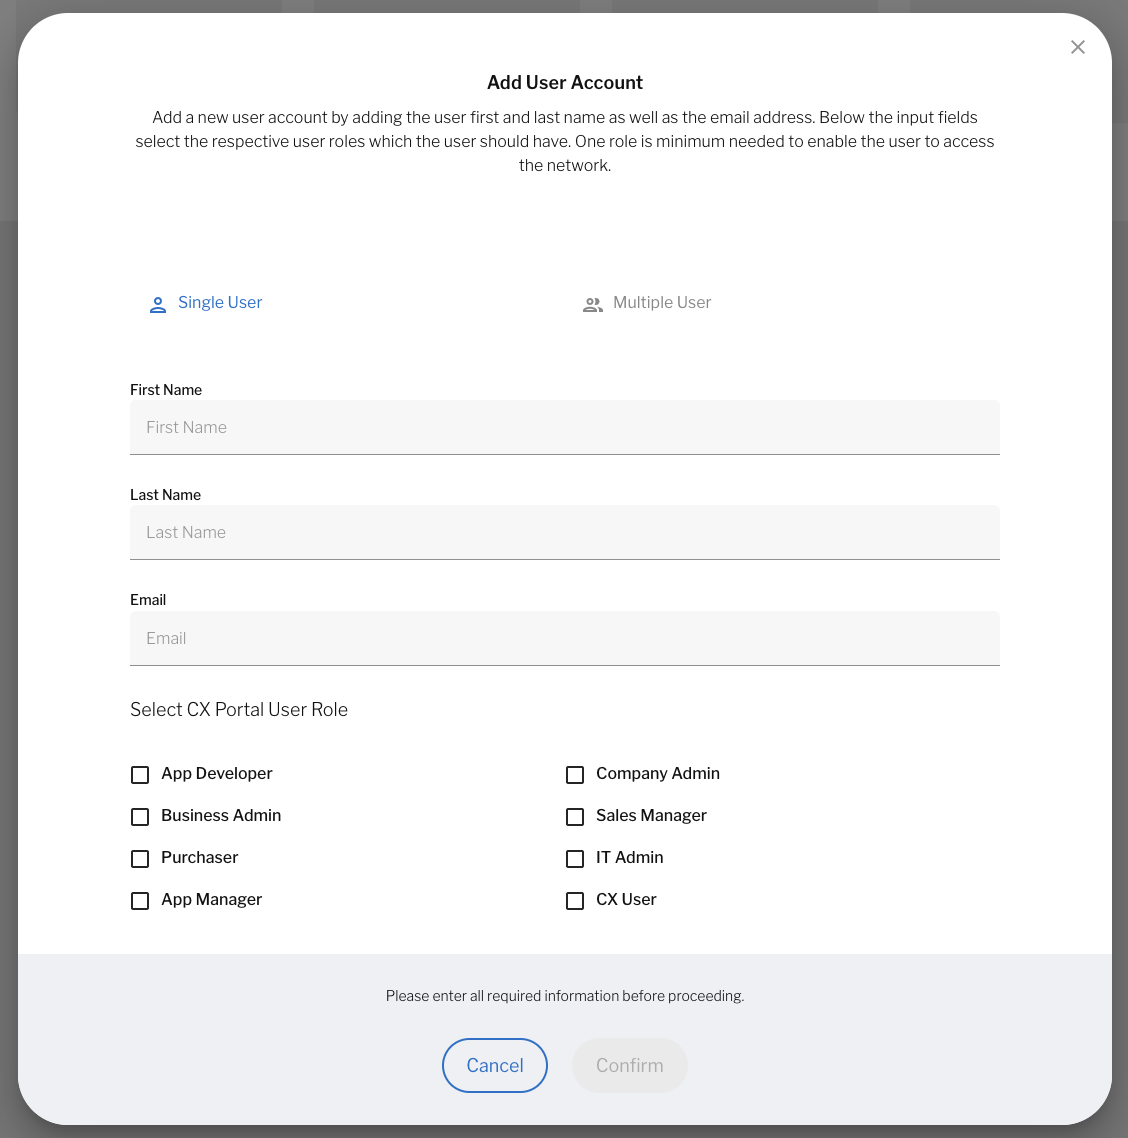 Add User Account
Add a new user account by adding the user first and last name as well as the email address. Below the input fields
select the respective user roles which the user should have. One role is minimum needed to enable the user to access
the network.
Single User
Multiple User
First Name
First Name
Last Name
Last Name
Email
Email
Select CX Portal User Role
App Developer
Company Admin
Business Admin
Sales Manager
Purchaser
IT Admin
App Manager
CX User
Please enter all required information before proceeding.
Cancel
Confirm